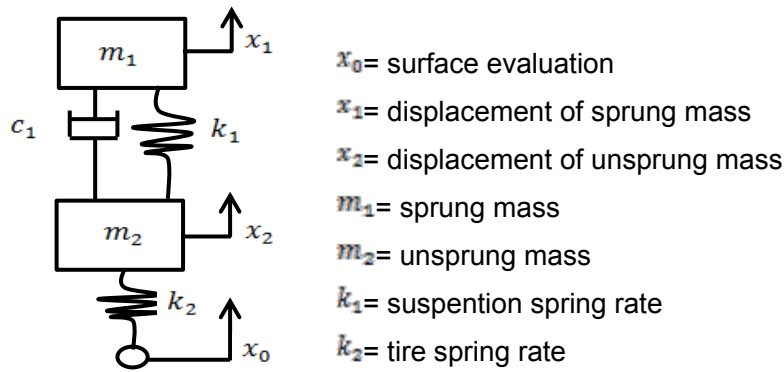 m₁
x₁
c₁
k₁
m₂
x₂
k₂
x₀
x₀= surface evaluation
x₁= displacement of sprung mass
x₂= displacement of unsprung mass
m₁= sprung mass
m₂= unsprung mass
k₁= suspention spring rate
k₂= tire spring rate